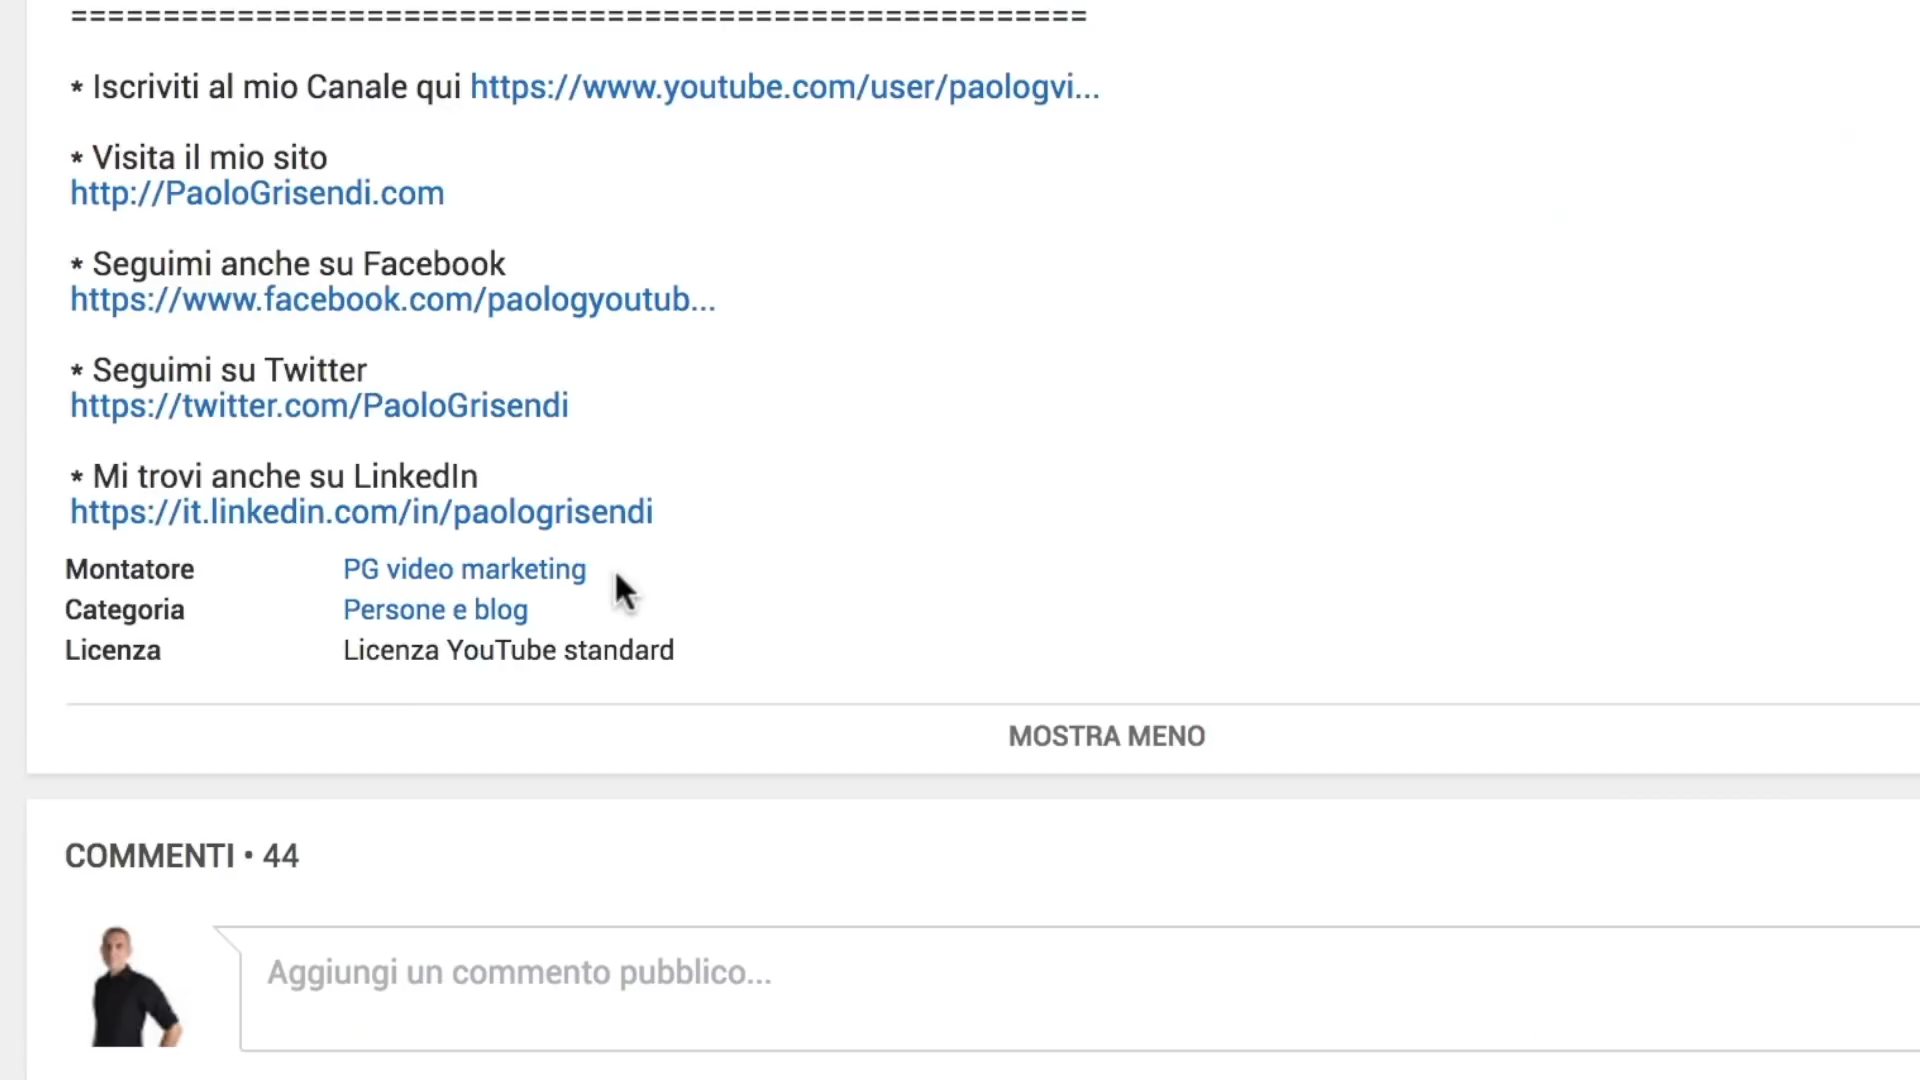 =======================================================
* Iscriviti al mio Canale qui https://www.youtube.com/user/paologvi...
* Visita il mio sito
http://PaoloGrisendi.com
* Seguimi anche su Facebook
https://www.facebook.com/paologyoutub...
* Seguimi su Twitter
https://twitter.com/PaoloGrisendi
* Mi trovi anche su LinkedIn
https://it.linkedin.com/in/paologrisendi
Montatore PG video marketing
Categoria Persone e blog
Licenza Licenza YouTube standard
MOSTRA MENO
COMMENTI • 44
Aggiungi un commento pubblico...